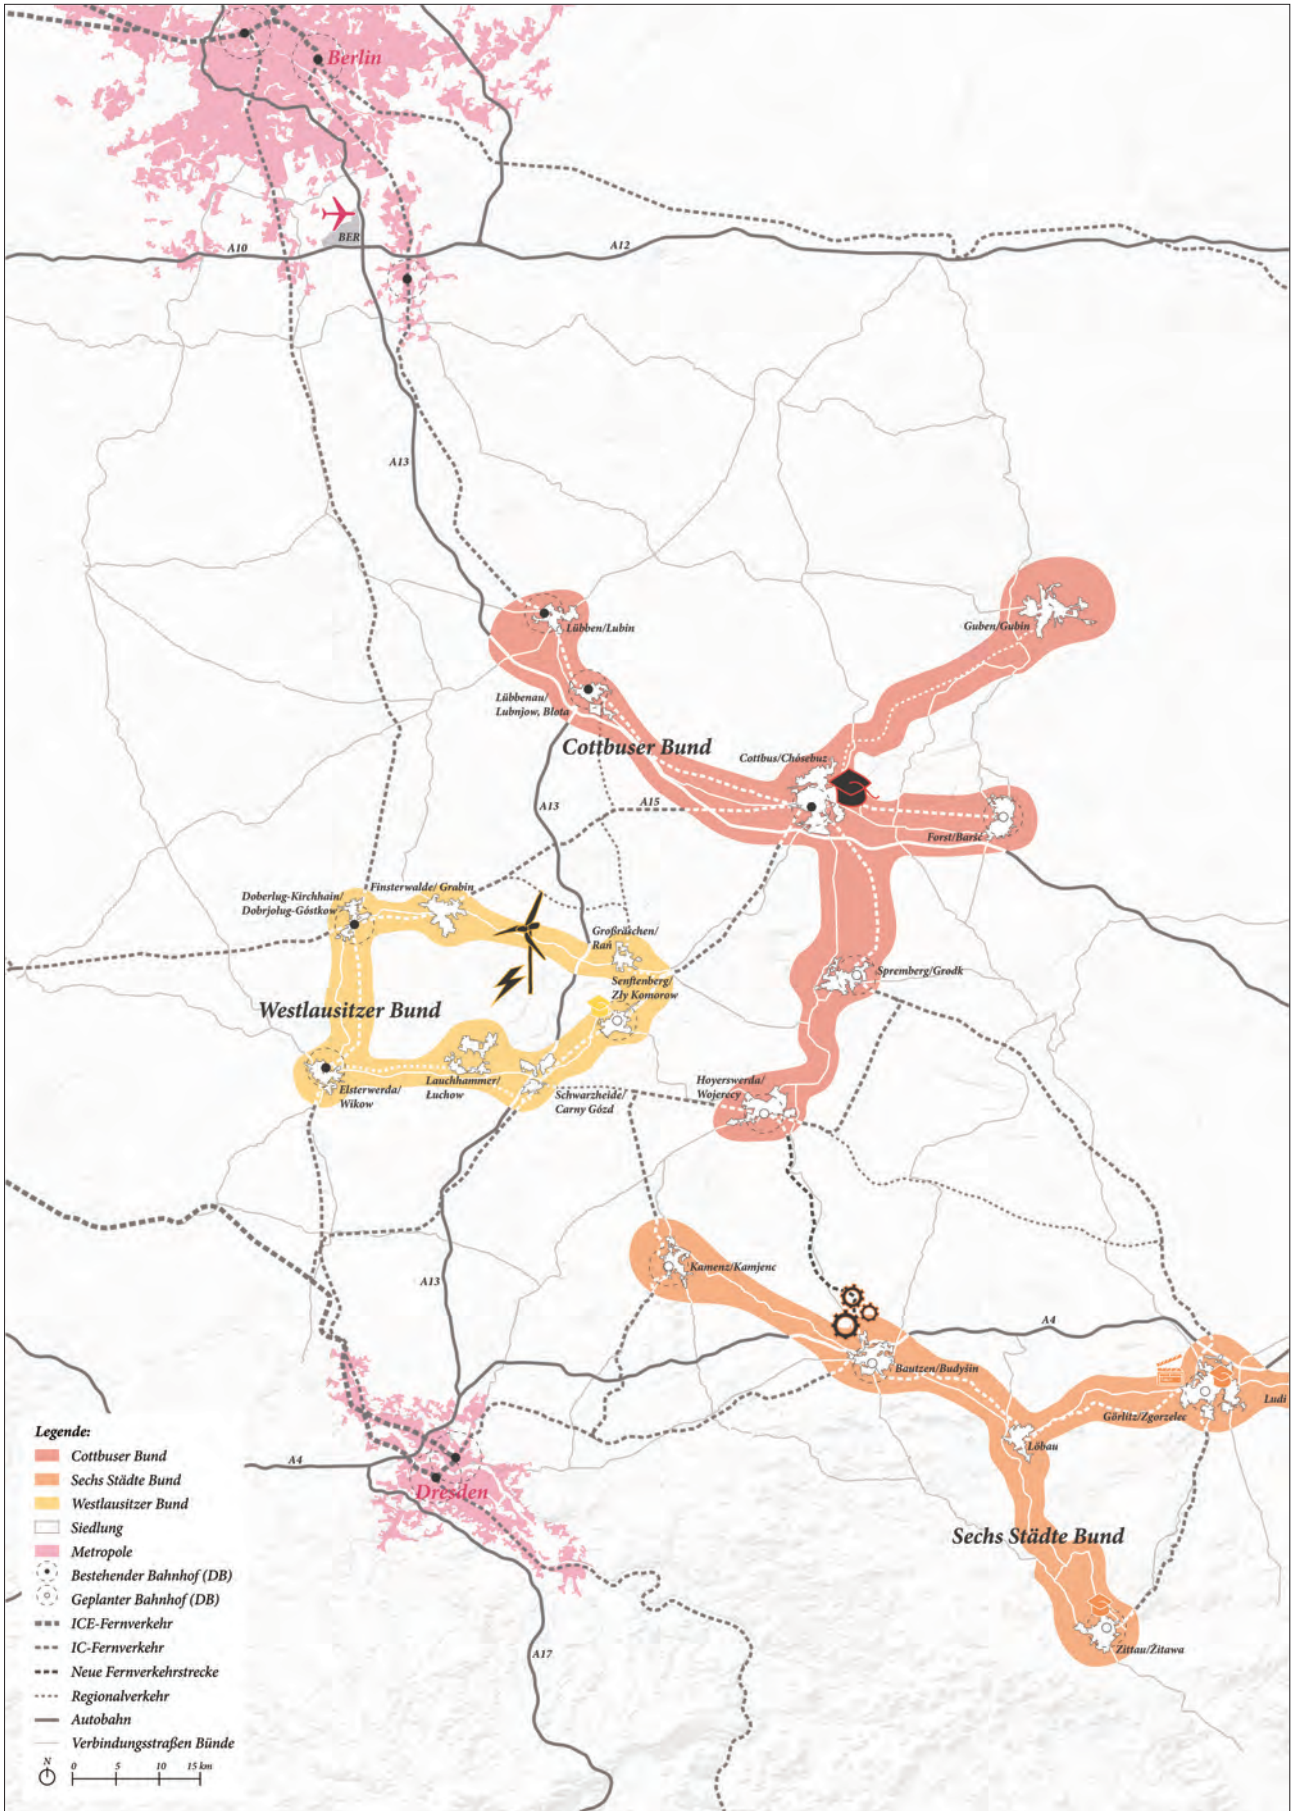 Berlin
BER
A10
A12
A13
Lübben/Lubin
Guben/Gubin
Lübbenau/
Lubnjow, Blota
Cottbuser Bund
Cottbus/Chósebuz
A13
A15
Forst/Baršć
Doberlug-Kirchhain/
Dobrjolug-Góstkow
Finsterwalde/ Grabin
Großräschen/
Rań
Senftenberg/
Zły Komorow
Spremberg/Grodk
Westlausitzer Bund
Elsterwerda/
Wikow
Lauchhammer/
Łuchow
Schwarzheide/
Carny Gózd
Hoyerswerda/
Wojerecy
Kamenz/Kamjenc
A13
A4
Bautzen/Budyšin
Görlitz/Zgorzelec
Ludi
Löbau
A4
Dresden
Sechs Städte Bund
Zittau/Žitawa
A17
Legende:
Cottbuser Bund
Sechs Städte Bund
Westlausitzer Bund
Siedlung
Metropole
Bestehender Bahnhof (DB)
Geplanter Bahnhof (DB)
ICE-Fernverkehr
IC-Fernverkehr
Neue Fernverkehrstrecke
Regionalverkehr
Autobahn
Verbindungsstraßen Bünde
N
0 5 10 15 km